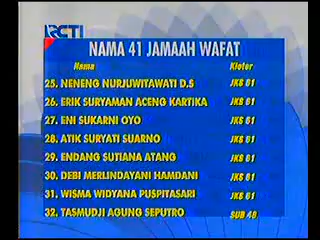 RCTI
NAMA 41 JAMAAH WAFAT
Nama Kloter
25. NENENG NURJUWITAWATI D.S JKS 61
26. ERIK SURYAMAN ACENG KARTIKA JKS 61
27. ENI SUKARNI OYO JKS 61
28. ATIK SURYATI SUARNO JKS 61
29. ENDANG SUTIANA ATANG JKS 61
30. DEBI MERLINDAYANI HAMDANI JKS 61
31. WISMA WIDYANA PUSPITASARI JKS 61
32. TASMUDJI AGUNG SEPUTRO SUB 48